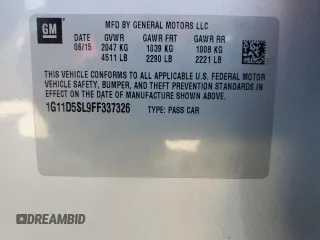 GM
MFD BY GENERAL MOTORS LLC
DATE GVWR GAWR FRT GAWR RR
06/15 2047 KG 1039 KG 1008 KG
4511 LB 2290 LB 2221 LB
THIS VEHICLE CONFORMS TO ALL APPLICABLE U.S. FEDERAL MOTOR
VEHICLE SAFETY, BUMPER, AND THEFT PREVENTION STANDARDS
IN EFFECT ON THE DATE OF MANUFACTURE SHOWN ABOVE.
1G11D5SL9FF337326 TYPE: PASS CAR
DREAMBID